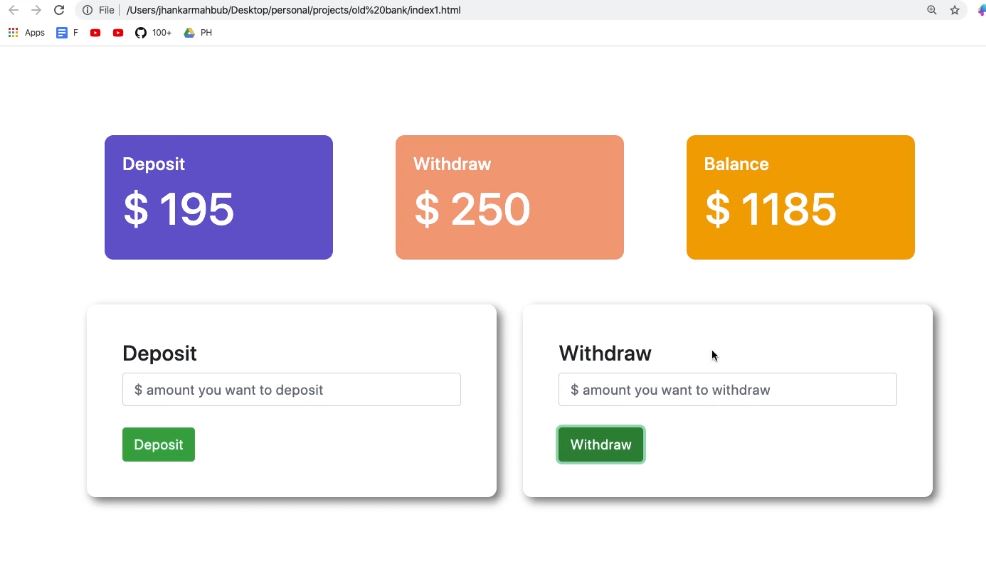 File /Users/jhankarmahbub/Desktop/personal/projects/old%20bank/index1.html
Apps F 100+ PH
Deposit Withdraw Balance
$ 195 $ 250 $ 1185
Deposit Withdraw
$ amount you want to deposit $ amount you want to withdraw
Deposit Withdraw